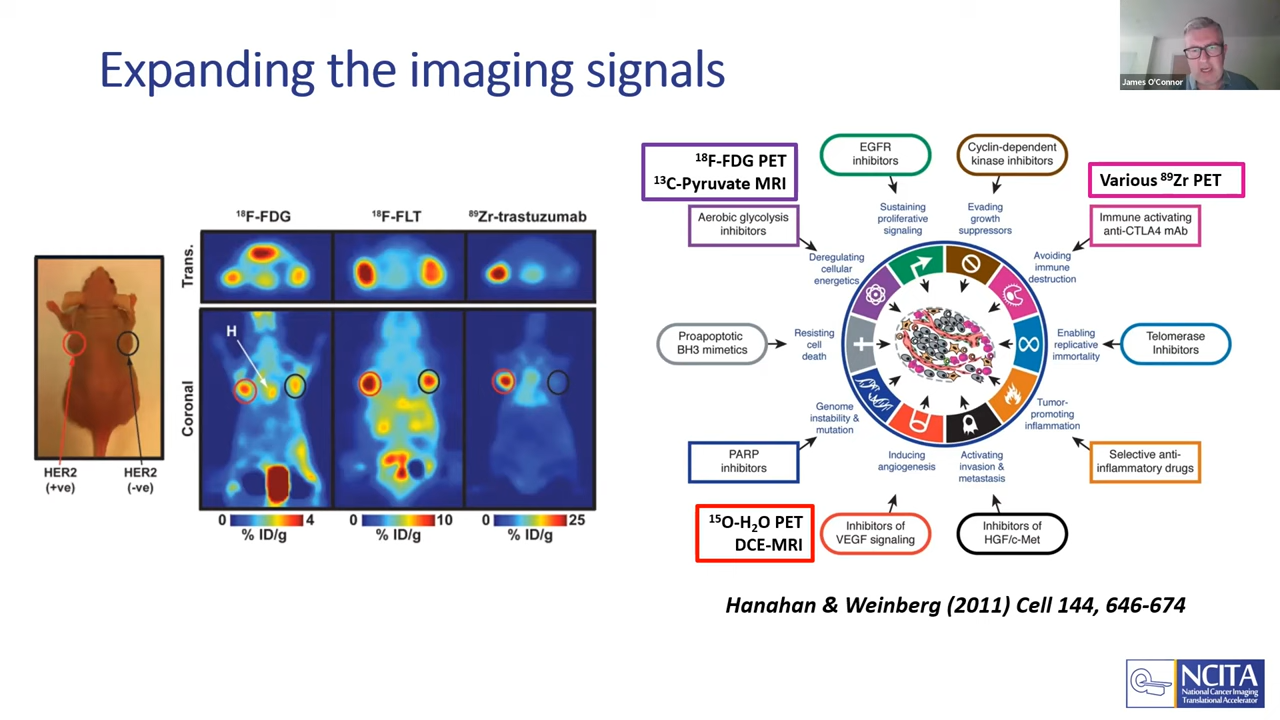 Expanding the imaging signals
James O'Connor
¹⁸F-FDG
¹⁸F-FLT
⁸⁹Zr-trastuzumab
Trans.
Coronal
H
HER2
(+ve)
HER2
(-ve)
0 4
% ID/g
0 10
% ID/g
0 25
% ID/g
¹⁸F-FDG PET
¹³C-Pyruvate MRI
EGFR
inhibitors
Cyclin-dependent
kinase inhibitors
Various ⁸⁹Zr PET
Aerobic glycolysis
inhibitors
Sustaining
proliferative
signaling
Evading
growth
suppressors
Immune activating
anti-CTLA4 mAb
Deregulating
cellular
energetics
Avoiding
immune
destruction
Proapoptotic
BH3 mimetics
Resisting
cell
death
Enabling
replicative
immortality
Telomerase
Inhibitors
Genome
instability &
mutation
Tumor-
promoting
inflammation
PARP
inhibitors
Inducing
angiogenesis
Activating
invasion &
metastasis
Selective anti-
inflammatory drugs
¹⁵O-H₂O PET
DCE-MRI
Inhibitors of
VEGF signaling
Inhibitors of
HGF/c-Met
Hanahan & Weinberg (2011) Cell 144, 646-674
NCITA
National Cancer Imaging
Translational Accelerator